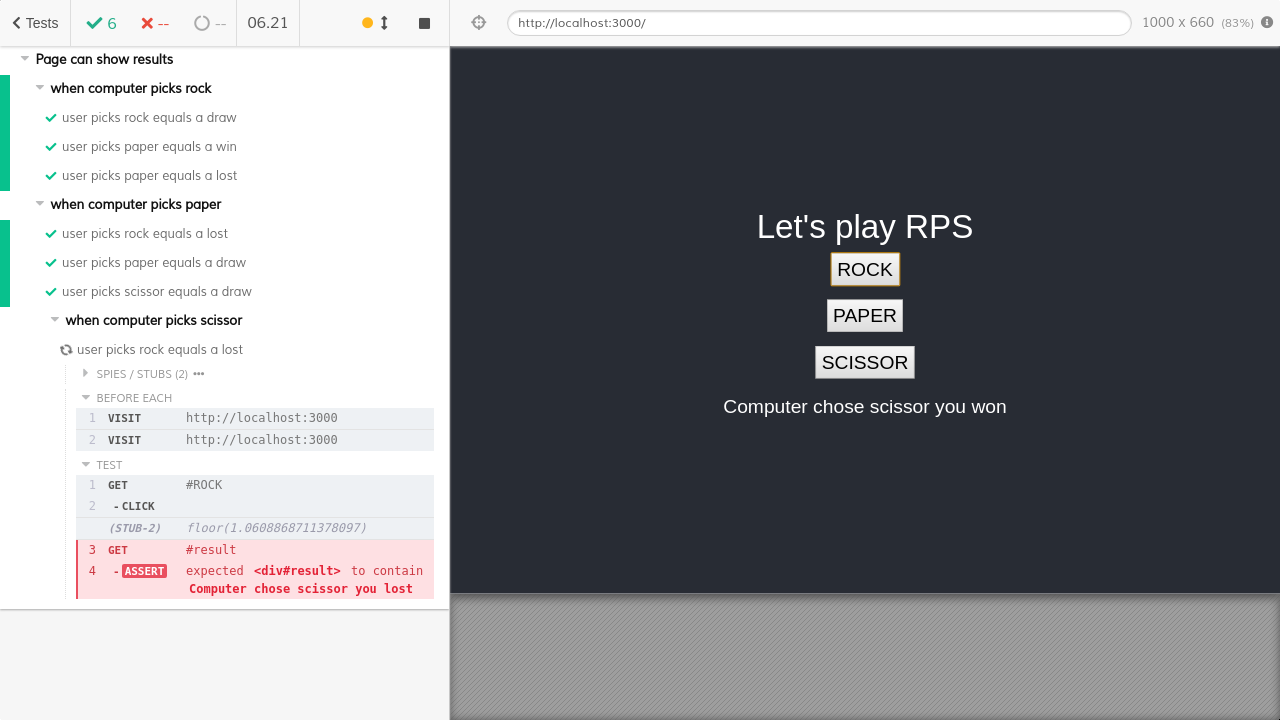 Tests 6 -- -- 06.21
http://localhost:3000/ 1000 x 660 (83%)
Page can show results
when computer picks rock
user picks rock equals a draw
user picks paper equals a win
user picks paper equals a lost
when computer picks paper
user picks rock equals a lost
user picks paper equals a draw
user picks scissor equals a draw
when computer picks scissor
user picks rock equals a lost
SPIES / STUBS (2) •••
BEFORE EACH
1 VISIT http://localhost:3000
2 VISIT http://localhost:3000
TEST
1 GET #ROCK
2 -CLICK
(STUB-2) floor(1.0608868711378097)
3 GET #result
4 -ASSERT expected <div#result> to contain
Computer chose scissor you lost
Let's play RPS
ROCK
PAPER
SCISSOR
Computer chose scissor you won